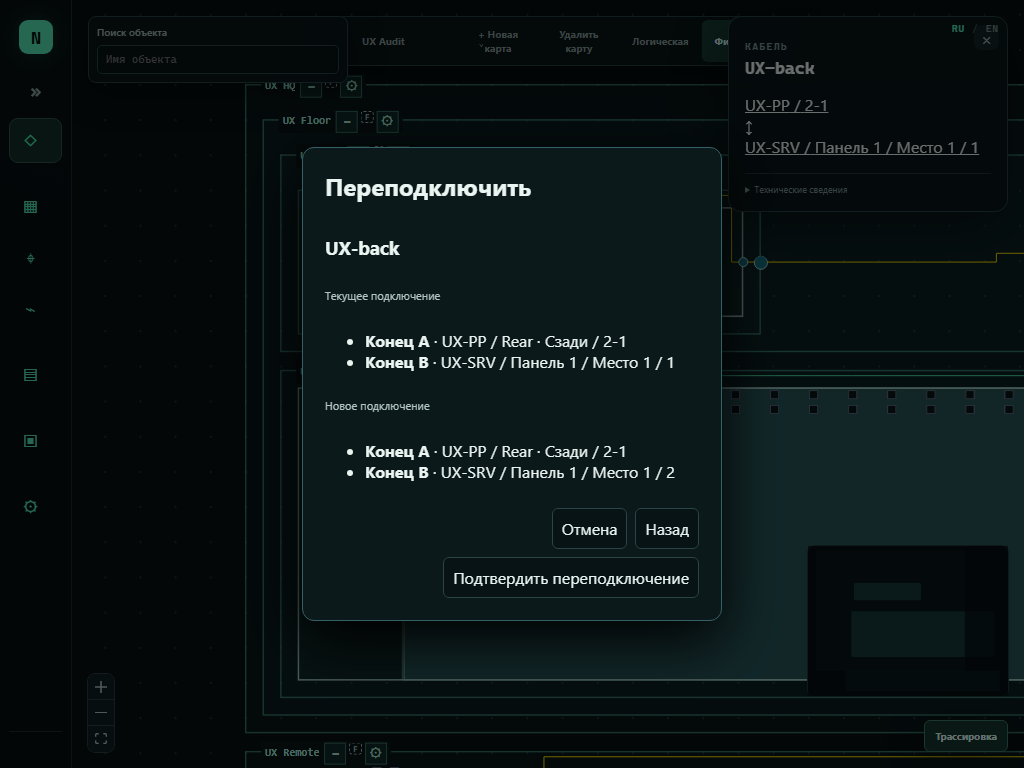 N
Поиск объекта
Имя объекта
UX Audit
+ Новая карта
Удалить карту
Логическая
RU / EN
КАБЕЛЬ
UX-back
UX-PP / 2-1
UX-SRV / Панель 1 / Место 1 / 1
Технические сведения
UX HQ
UX Floor
F
Переподключить
UX-back
Текущее подключение
Конец A · UX-PP / Rear · Сзади / 2-1
Конец B · UX-SRV / Панель 1 / Место 1 / 1
Новое подключение
Конец A · UX-PP / Rear · Сзади / 2-1
Конец B · UX-SRV / Панель 1 / Место 1 / 2
Отмена
Назад
Подтвердить переподключение
Трассировка
UX Remote
F